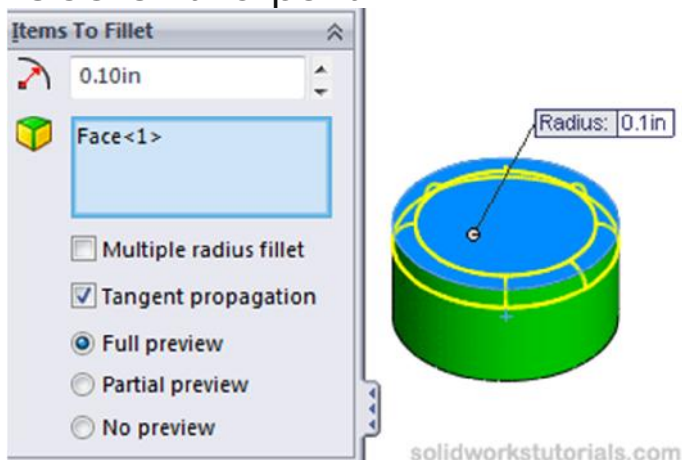 Items To Fillet
0.10in
Radius: 0.1in
Face<1>
Multiple radius fillet
Tangent propagation
Full preview
Partial preview
No preview
solidworkstutorials.com